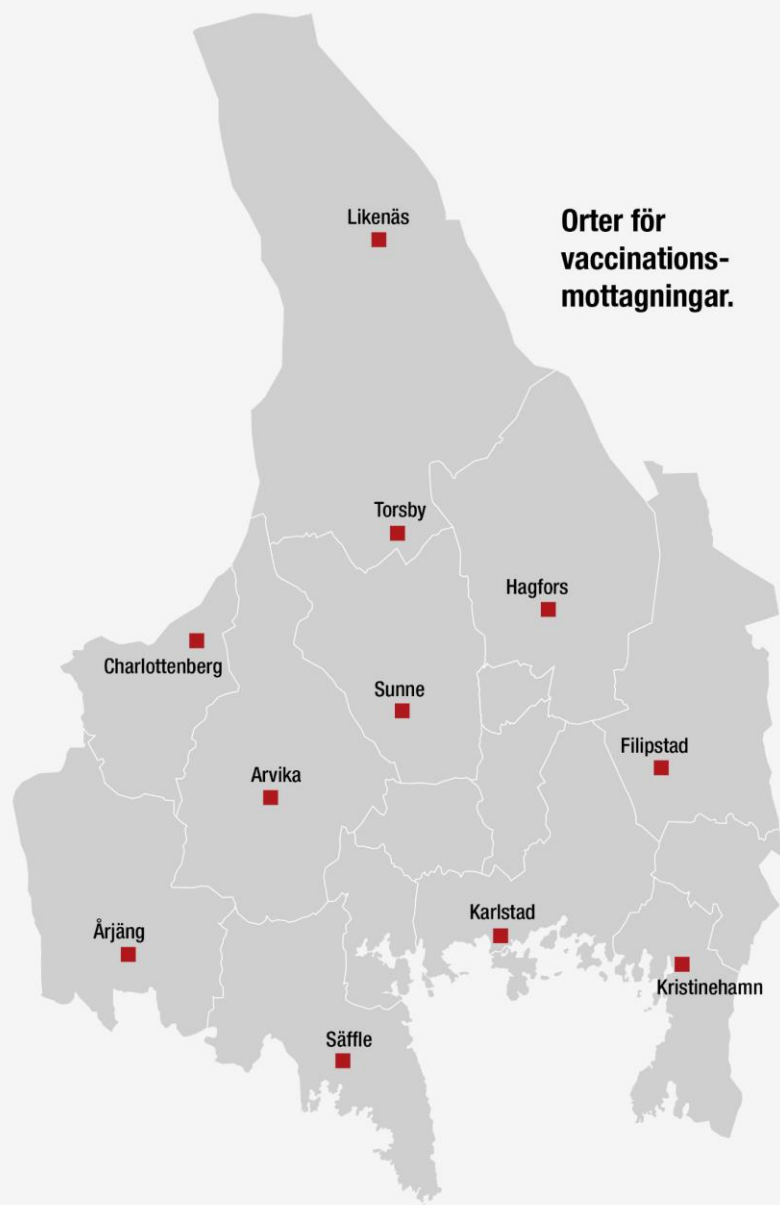 Likenäs
Orter för
vaccinations-
mottagningar.
Torsby
Hagfors
Charlottenberg
Sunne
Filipstad
Arvika
Karlstad
Årjäng
Kristinehamn
Säffle